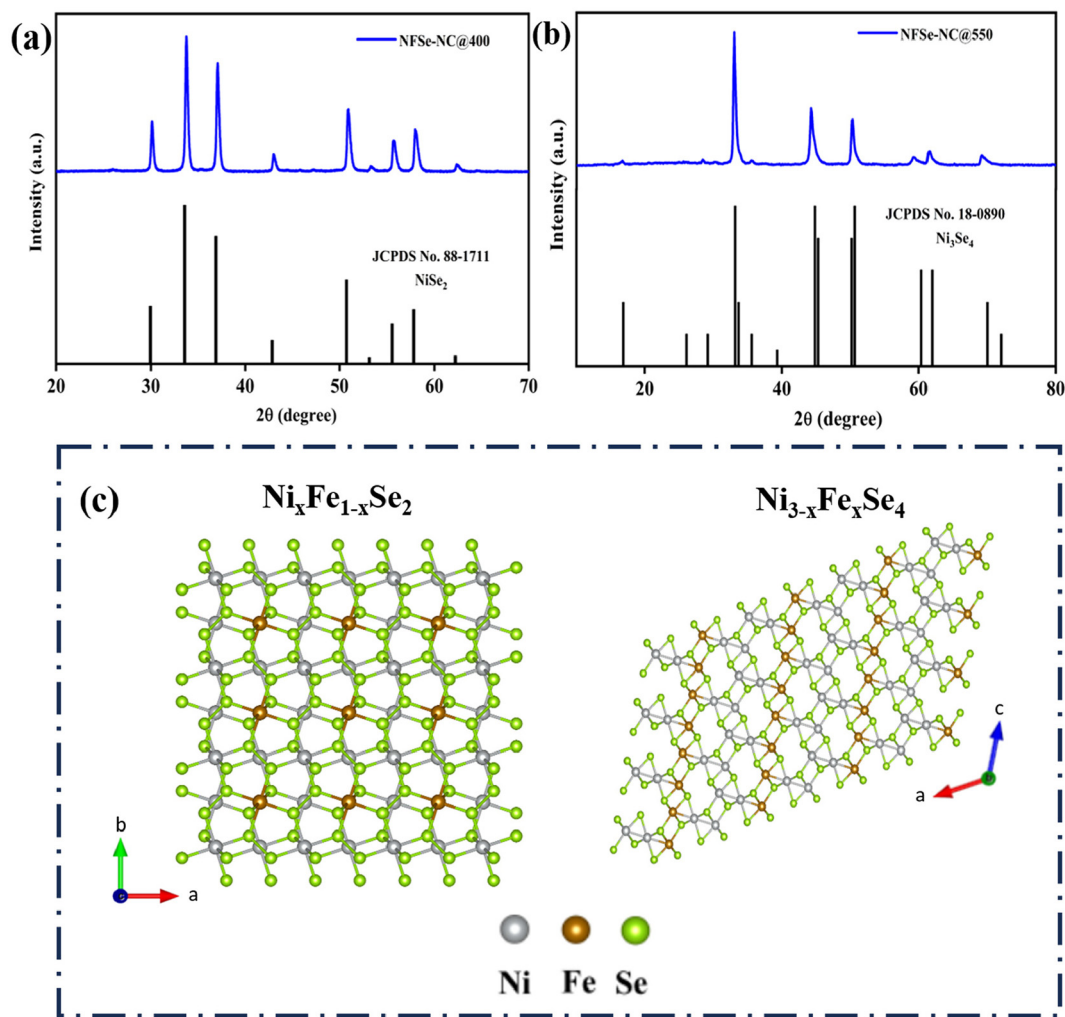 (a)
NFSe-NC@400
Intensity (a.u.)
JCPDS No. 88-1711
NiSe₂
20 30 40 50 60 70
2θ (degree)
(b)
NFSe-NC@550
Intensity (a.u.)
JCPDS No. 18-0890
Ni₃Se₄
20 40 60 80
2θ (degree)
(c)
NiₓFe₁₋ₓSe₂
Ni₃₋ₓFeₓSe₄
b
a
c
a
b
Ni Fe Se